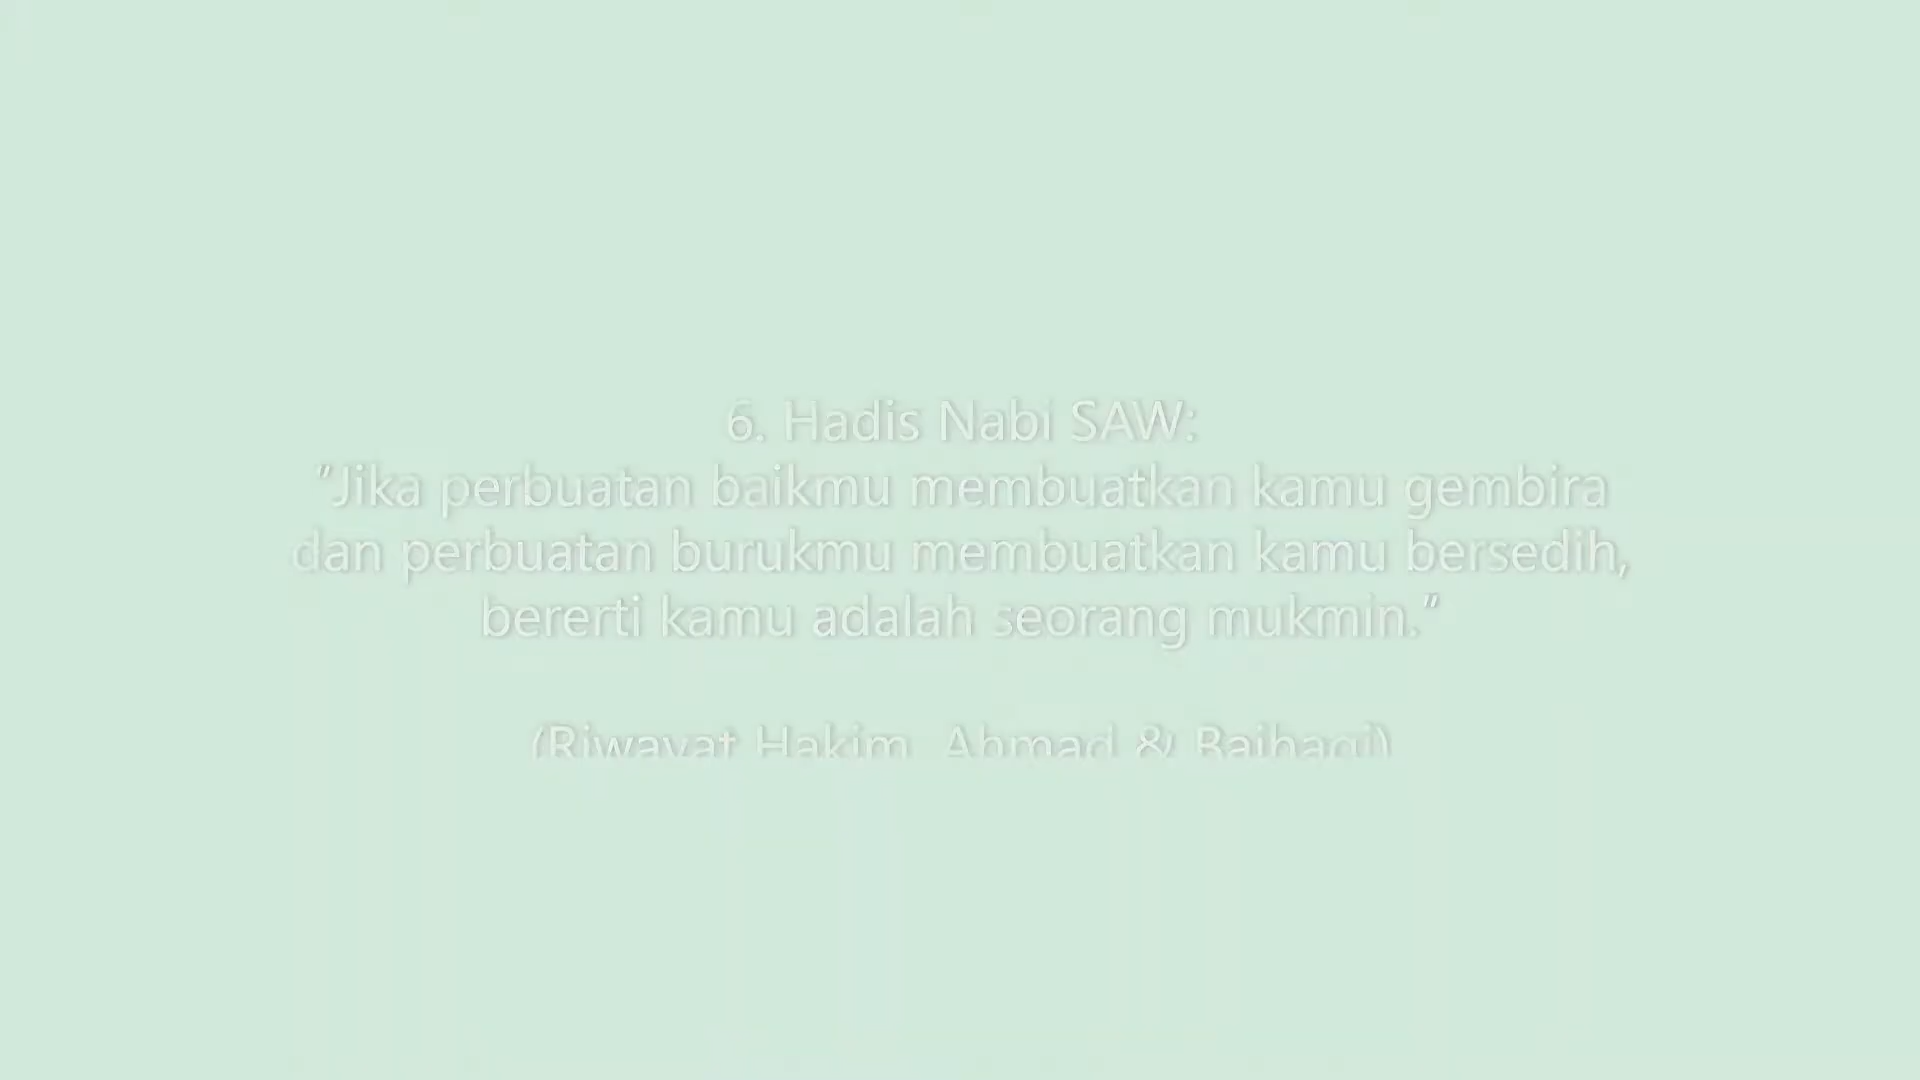 6. Hadis Nabi SAW:
"Jika perbuatan baikmu membuatkan kamu gembira
dan perbuatan burukmu membuatkan kamu bersedih,
bererti kamu adalah seorang mukmin."
(Riwayat Hakim, Ahmad & Baihaqi)